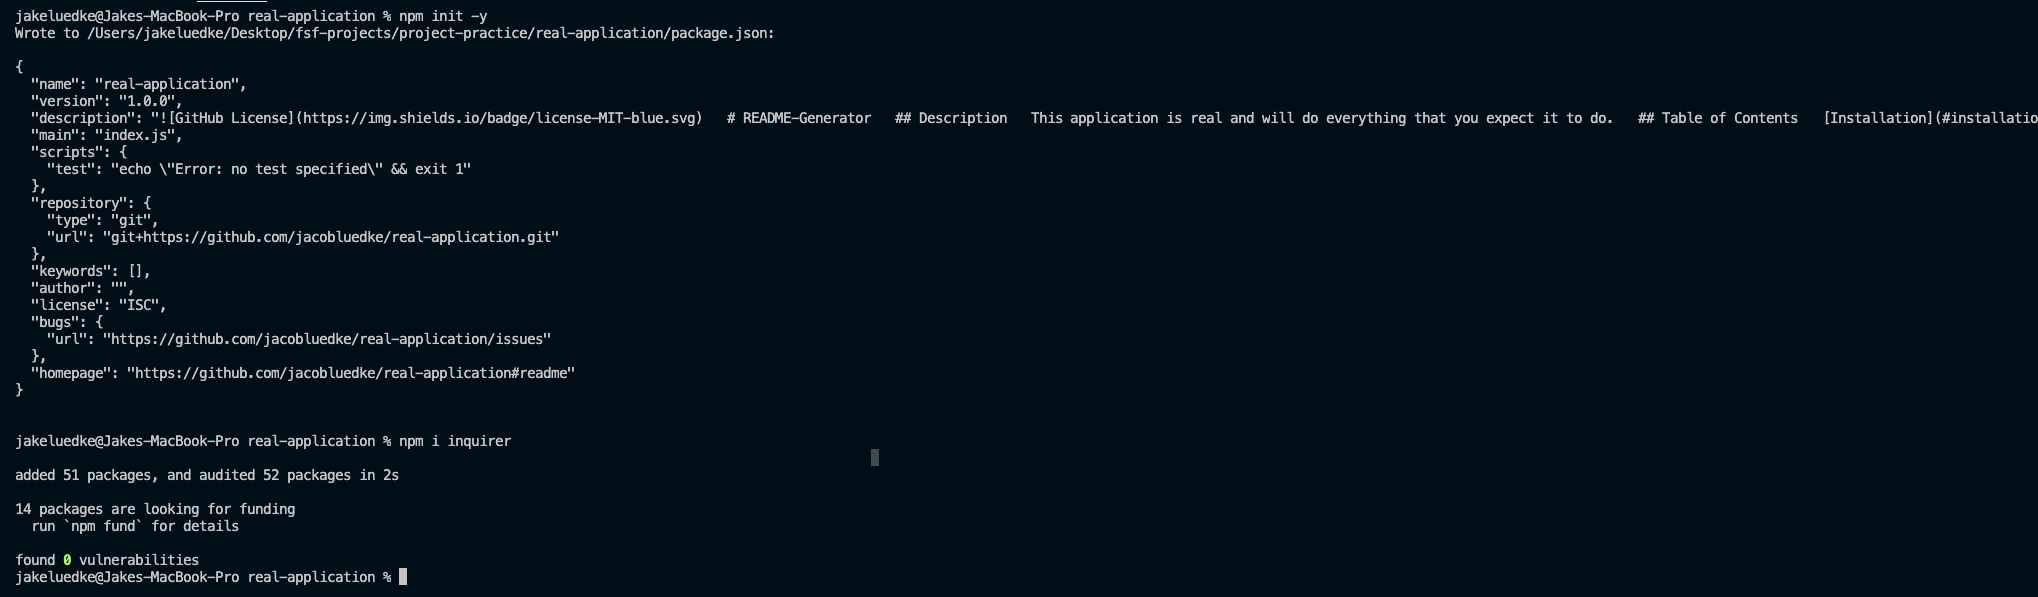 jakeluedke@Jakes-MacBook-Pro real-application % npm init -y
Wrote to /Users/jakeluedke/Desktop/fsf-projects/project-practice/real-application/package.json:
{
  "name": "real-application",
  "version": "1.0.0",
  "description": "![GitHub License](https://img.shields.io/badge/license-MIT-blue.svg)   # README-Generator   ## Description   This application is real and will do everything that you expect it to do.   ## Table of Contents   [Installation](#installatio
  "main": "index.js",
  "scripts": {
    "test": "echo \"Error: no test specified\" && exit 1"
  },
  "repository": {
    "type": "git",
    "url": "git+https://github.com/jacobluedke/real-application.git"
  },
  "keywords": [],
  "author": "",
  "license": "ISC",
  "bugs": {
    "url": "https://github.com/jacobluedke/real-application/issues"
  },
  "homepage": "https://github.com/jacobluedke/real-application#readme"
}
jakeluedke@Jakes-MacBook-Pro real-application % npm i inquirer
added 51 packages, and audited 52 packages in 2s
14 packages are looking for funding
  run `npm fund` for details
found 0 vulnerabilities
jakeluedke@Jakes-MacBook-Pro real-application %